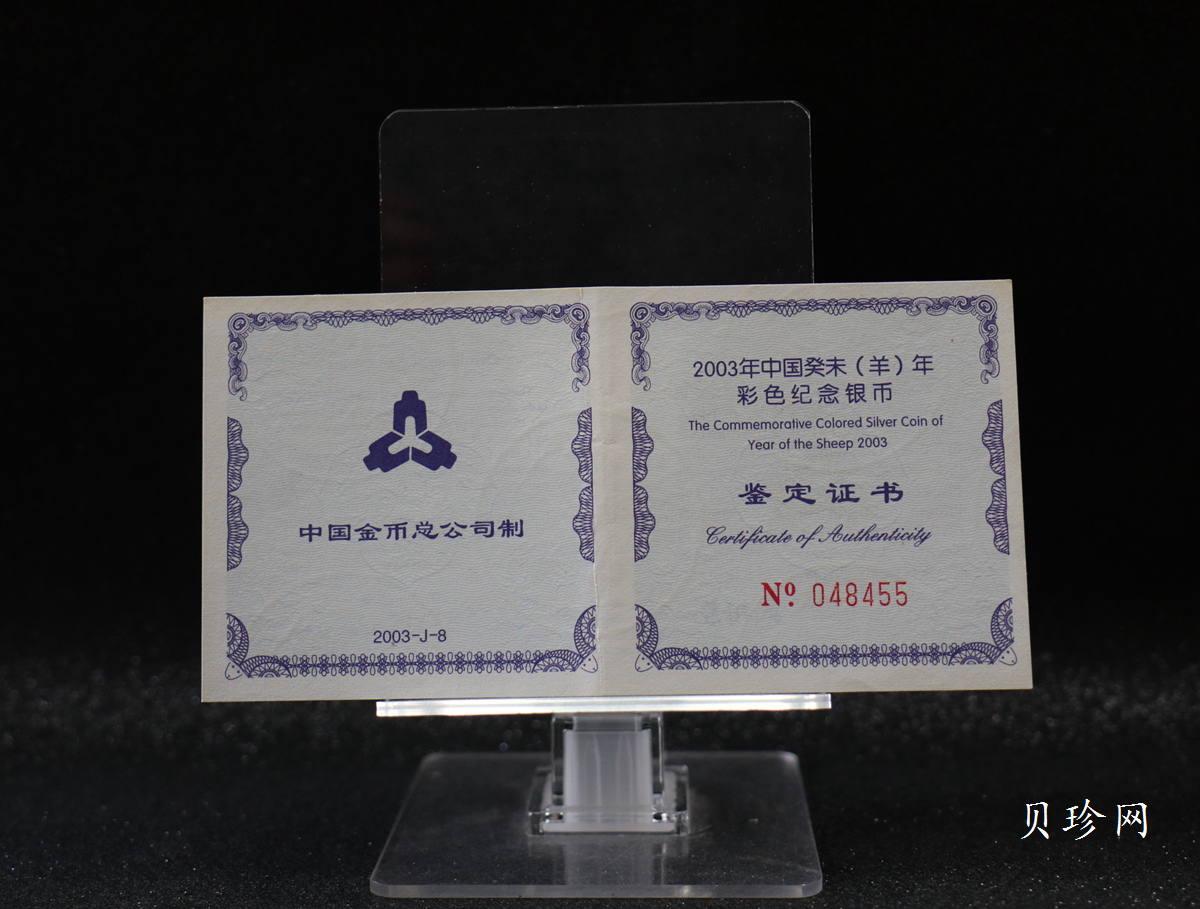 中国金币总公司制
2003-J-8
2003年中国癸未（羊）年
彩色纪念银币
The Commemorative Colored Silver Coin of
Year of the Sheep 2003
鉴定证书
Certificate of Authenticity
Nº 048455
贝珍网